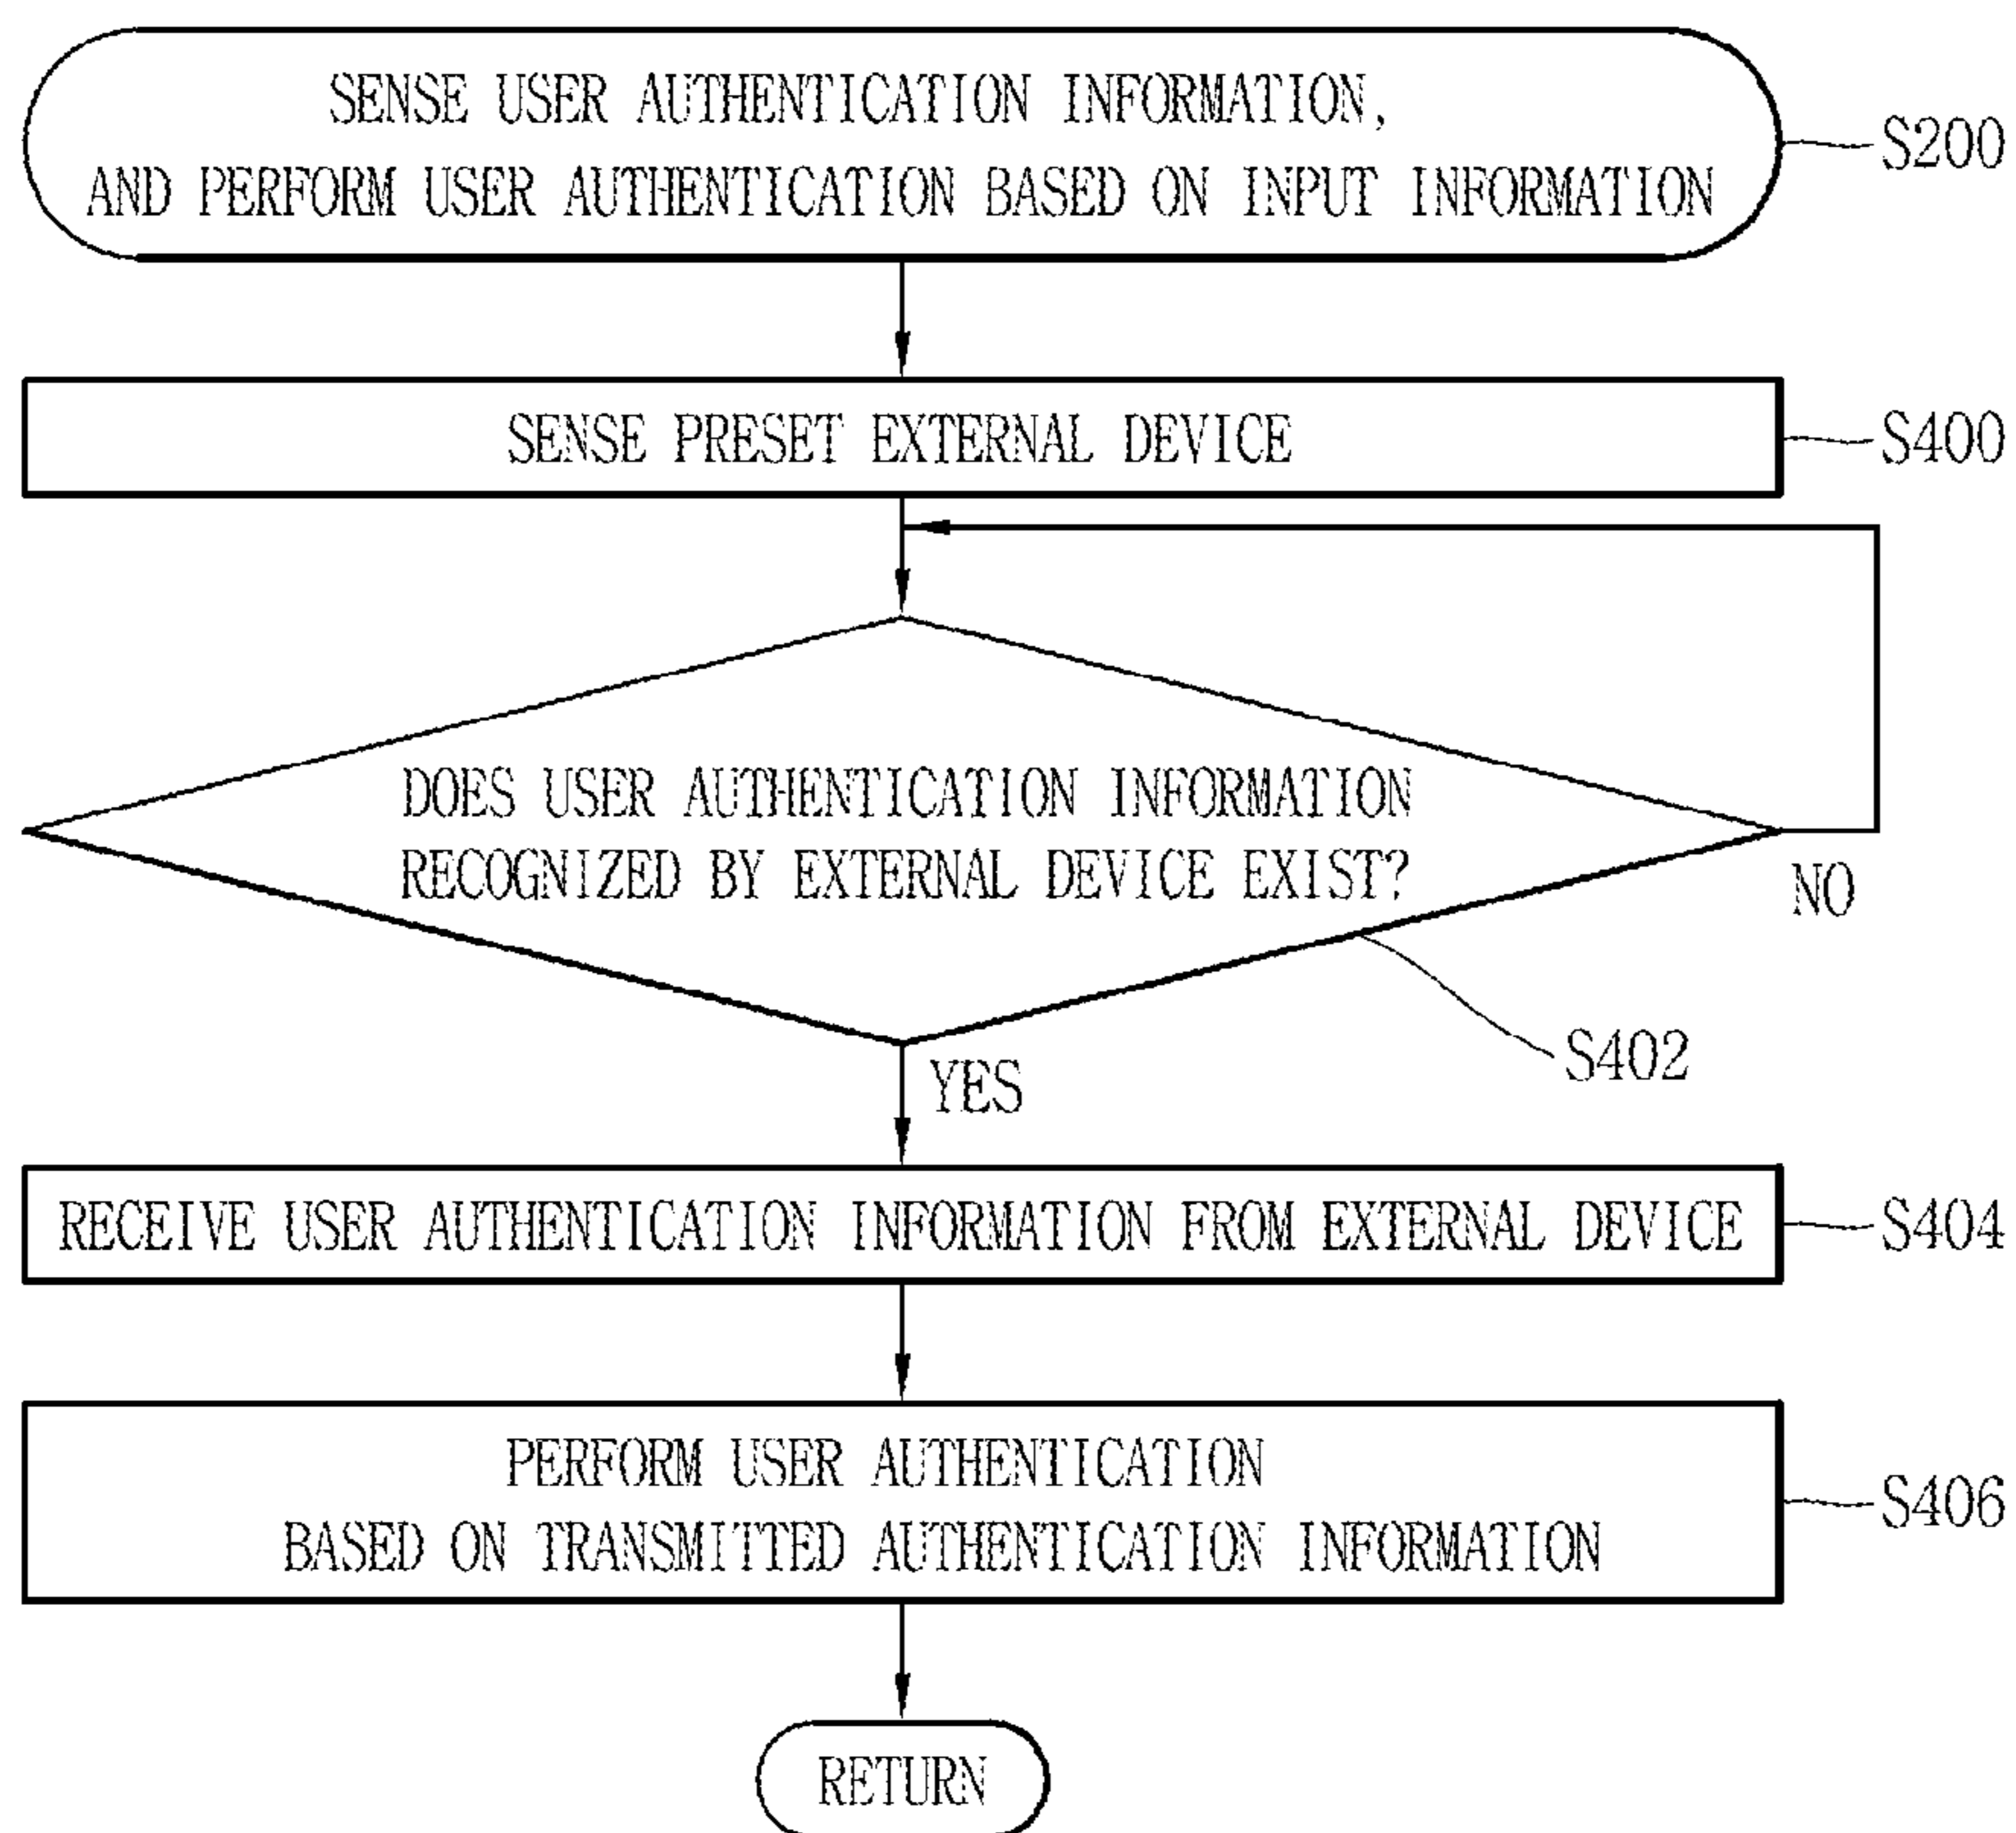 SENSE USER AUTHENTICATION INFORMATION,
AND PERFORM USER AUTHENTICATION BASED ON INPUT INFORMATION
S200
SENSE PRESET EXTERNAL DEVICE
S400
DOES USER AUTHENTICATION INFORMATION
RECOGNIZED BY EXTERNAL DEVICE EXIST?
NO
S402
YES
RECEIVE USER AUTHENTICATION INFORMATION FROM EXTERNAL DEVICE
S404
PERFORM USER AUTHENTICATION
BASED ON TRANSMITTED AUTHENTICATION INFORMATION
S406
RETURN